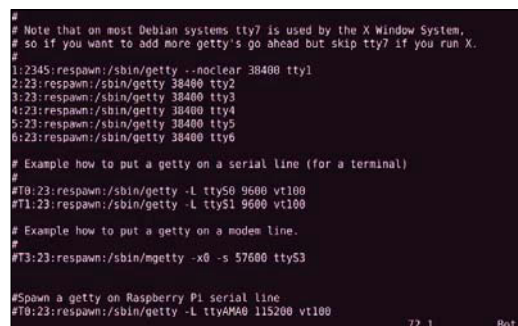 #
# Note that on most Debian systems tty7 is used by the X Window System,
# so if you want to add more getty's go ahead but skip tty7 if you run X.
#
1:2345:respawn:/sbin/getty --noclear 38400 tty1
2:23:respawn:/sbin/getty 38400 tty2
3:23:respawn:/sbin/getty 38400 tty3
4:23:respawn:/sbin/getty 38400 tty4
5:23:respawn:/sbin/getty 38400 tty5
6:23:respawn:/sbin/getty 38400 tty6
# Example how to put a getty on a serial line (for a terminal)
#
#T0:23:respawn:/sbin/getty -L ttyS0 9600 vt100
#T1:23:respawn:/sbin/getty -L ttyS1 9600 vt100
# Example how to put a getty on a modem line.
#
#T3:23:respawn:/sbin/mgetty -x0 -s 57600 ttyS3
#Spawn a getty on Raspberry Pi serial line
#T0:23:respawn:/sbin/getty -L ttyAMA0 115200 vt100
72,1 Bot